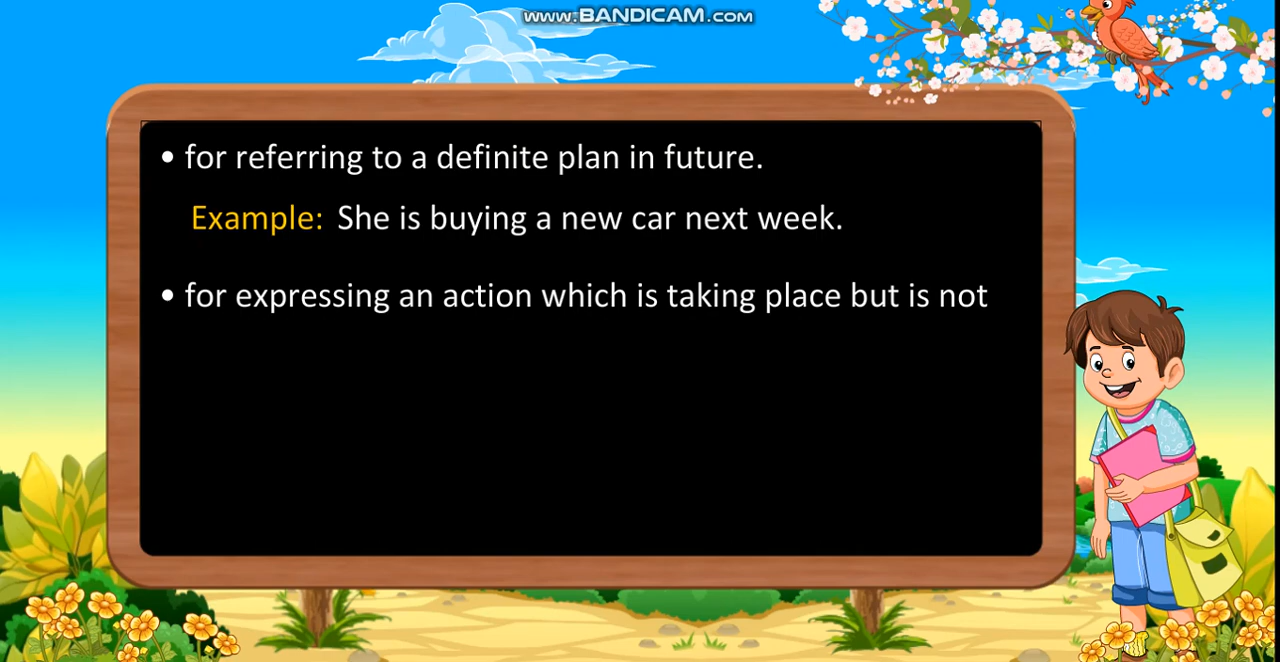 www.BANDICAM.com
• for referring to a definite plan in future.
Example: She is buying a new car next week.
• for expressing an action which is taking place but is not